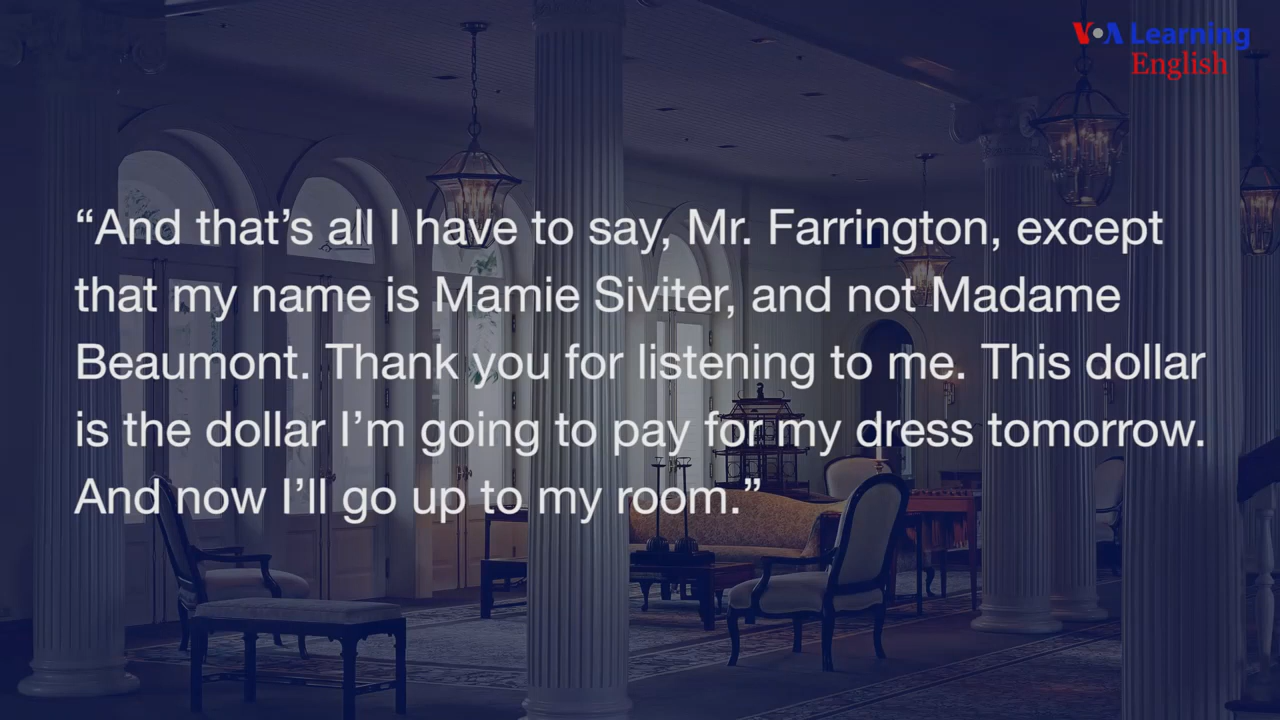 VOA Learning
English
“And that’s all I have to say, Mr. Farrington, except
that my name is Mamie Siviter, and not Madame
Beaumont. Thank you for listening to me. This dollar
is the dollar I’m going to pay for my dress tomorrow.
And now I’ll go up to my room.”